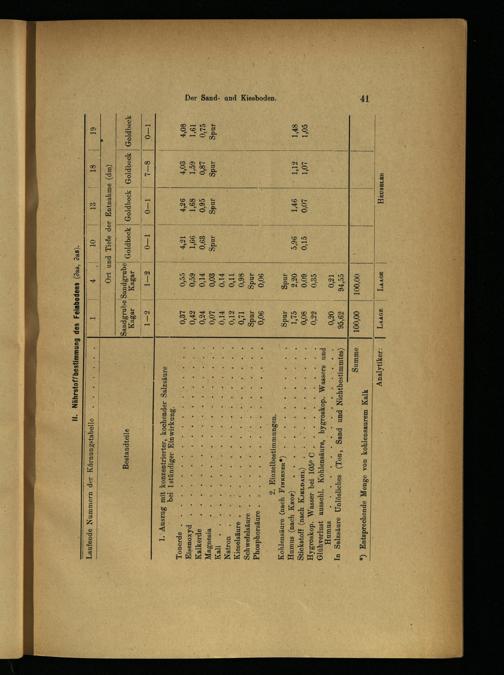 Der Sand- und Kiesboden. 41
II. Nährstoffbestimmung des Feinbodens (∂as, ∂as).
Laufende Nummern der Körnungstabelle . . . 1 4 10 13 18 19
Ort und Tiefe der Entnahme (dm)
Bestandteile Sandgrube Kagar Sandgrube Kagar Goldbeck Goldbeck Goldbeck Goldbeck
1—2 1—2 0—1 0—1 7—8 0—1
1. Auszug mit konzentrierter, kochender Salzsäure
bei 1stündiger Einwirkung.
Tonerde 0,37 0,55 4,21 4,26 4,03 4,08
Eisenoxyd 0,42 0,59 1,66 1,68 1,59 1,61
Kalkerde 0,24 0,14 0,63 0,95 0,87 0,75
Magnesia 0,07 0,03 Spur Spur Spur Spur
Kali 0,14 0,14
Natron 0,12 0,11
Kieselsäure 0,71 0,98
Schwefelsäure Spur Spur
Phosphorsäure 0,06 0,06
2. Einzelbestimmungen.
Kohlensäure (nach Finkener*) Spur Spur
Humus (nach Knop) 1,75 2,20 5,96 1,46 1,12 1,48
Stickstoff (nach Kjeldahl) 0,08 0,09 0,15 0,07 1,07 1,05
Hygroskop. Wasser bei 105° C 0,22 0,35
Glühverlust ausschl. Kohlensäure, hygroskop. Wassers und
Humus 0,20 0,21
In Salzsäure Unlösliches (Ton, Sand und Nichtbestimmtes) 95,62 94,55
Summe 100,00 100,00
Analytiker: Laage Laage Heuseler
*) Entsprechende Menge von kohlensaurem Kalk